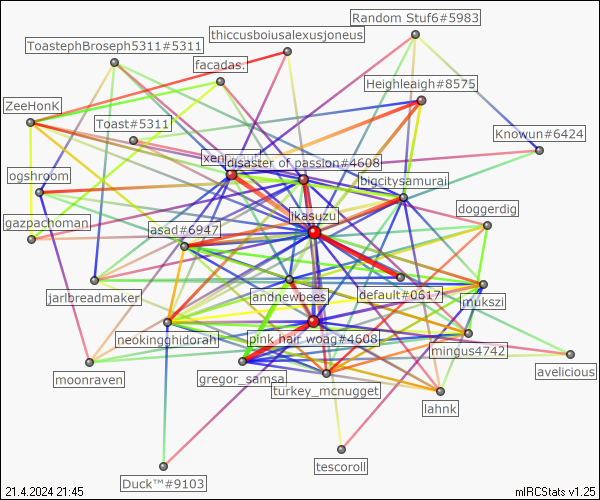 Random Stuf6#5983
thiccusboiusalexusjoneus
ToastephBroseph5311#5311
facadas.
Heighleaigh#8575
ZeeHonK
Toast#5311
Knowun#6424
disaster of passion#4608
ogshroom
bigcitysamurai
ikasuzu
doggerdig
gazpachoman
asad#6947
andnewbees
default#0617
jarlbreadmaker
jmukszi
neokingghidorah
pink hair woag#4608
mingus4742
moonraven
gregor_samsa
turkey_mcnugget
avelicious
lahnk
tescoroll
Duck™#9103
21.4.2024 21:45
mIRCStats v1.25